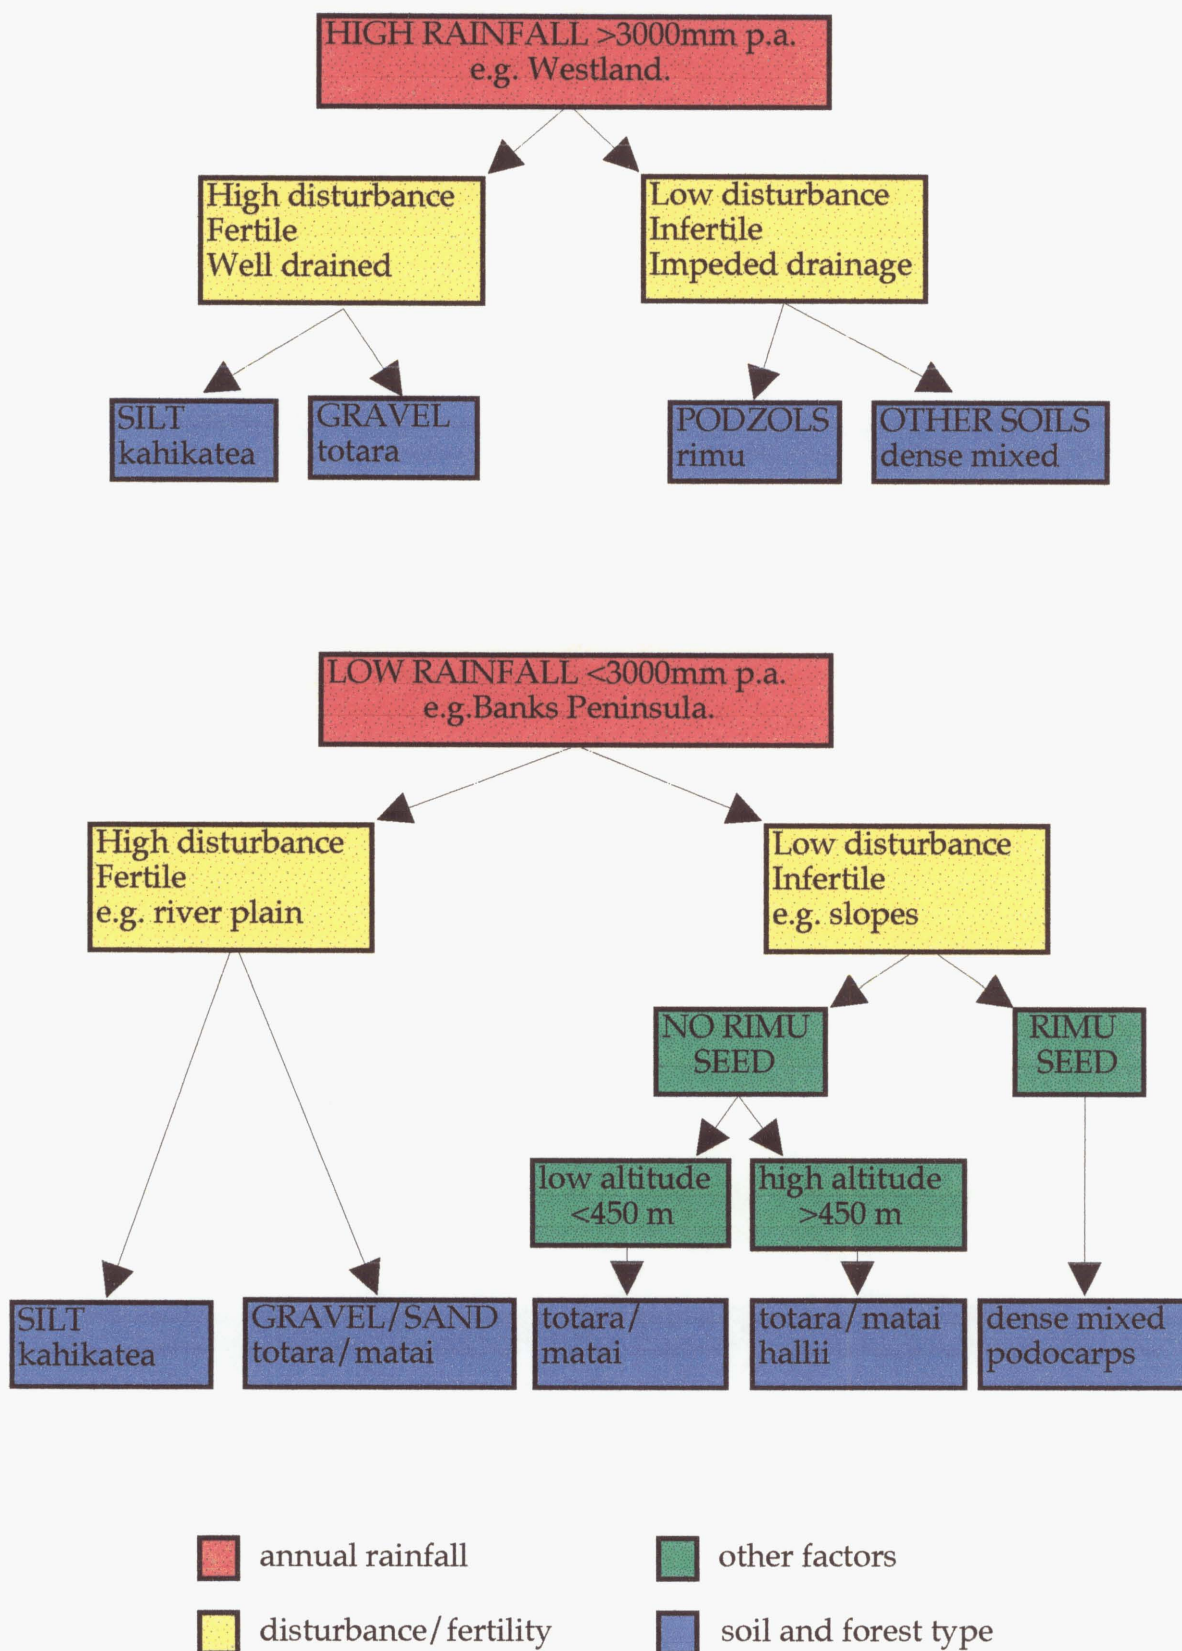 HIGH RAINFALL >3000mm p.a.
e.g. Westland.
High disturbance
Fertile
Well drained
Low disturbance
Infertile
Impeded drainage
SILT
kahikatea
GRAVEL
totara
PODZOLS
rimu
OTHER SOILS
dense mixed
LOW RAINFALL <3000mm p.a.
e.g.Banks Peninsula.
High disturbance
Fertile
e.g. river plain
Low disturbance
Infertile
e.g. slopes
NO RIMU
SEED
RIMU
SEED
low altitude
<450 m
high altitude
>450 m
SILT
kahikatea
GRAVEL/SAND
totara/matai
totara/
matai
totara/matai
hallii
dense mixed
podocarps
annual rainfall
other factors
disturbance/fertility
soil and forest type